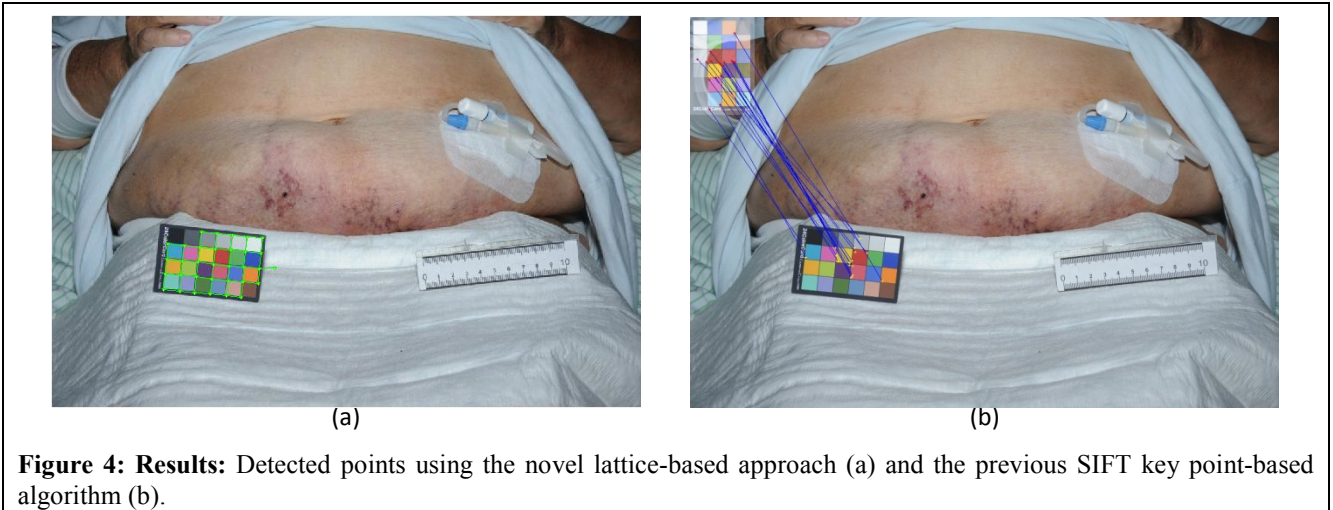 0 1 2 3 4 5 6 7 8 9 10
0 1 2 3 4 5 6 7 8 9 10
(a)
(b)
Figure 4: Results: Detected points using the novel lattice-based approach (a) and the previous SIFT key point-based
algorithm (b).